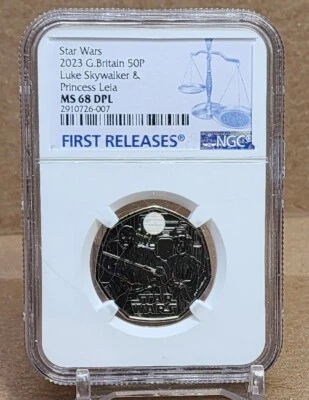 Star Wars
2023 G.Britain 50P
Luke Skywalker &
Princess Leia
MS 68 DPL
2910726-007
FIRST RELEASES®
NGC®
STAR
WARS